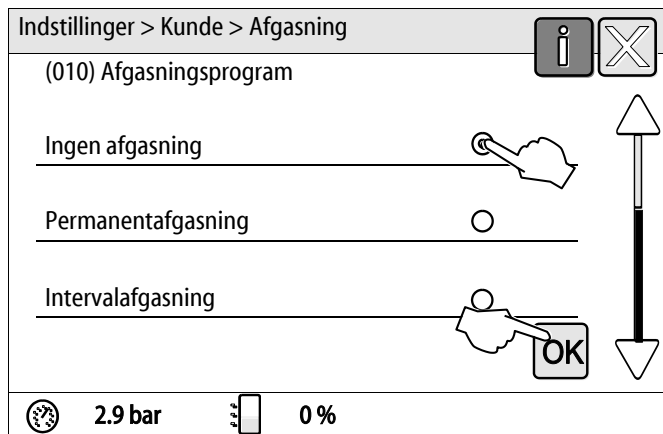 Indstillinger > Kunde > Afgasning
i
X
(010) Afgasningsprogram
Ingen afgasning
Permanentafgasning
Intervalafgasning
OK
2.9 bar
0 %